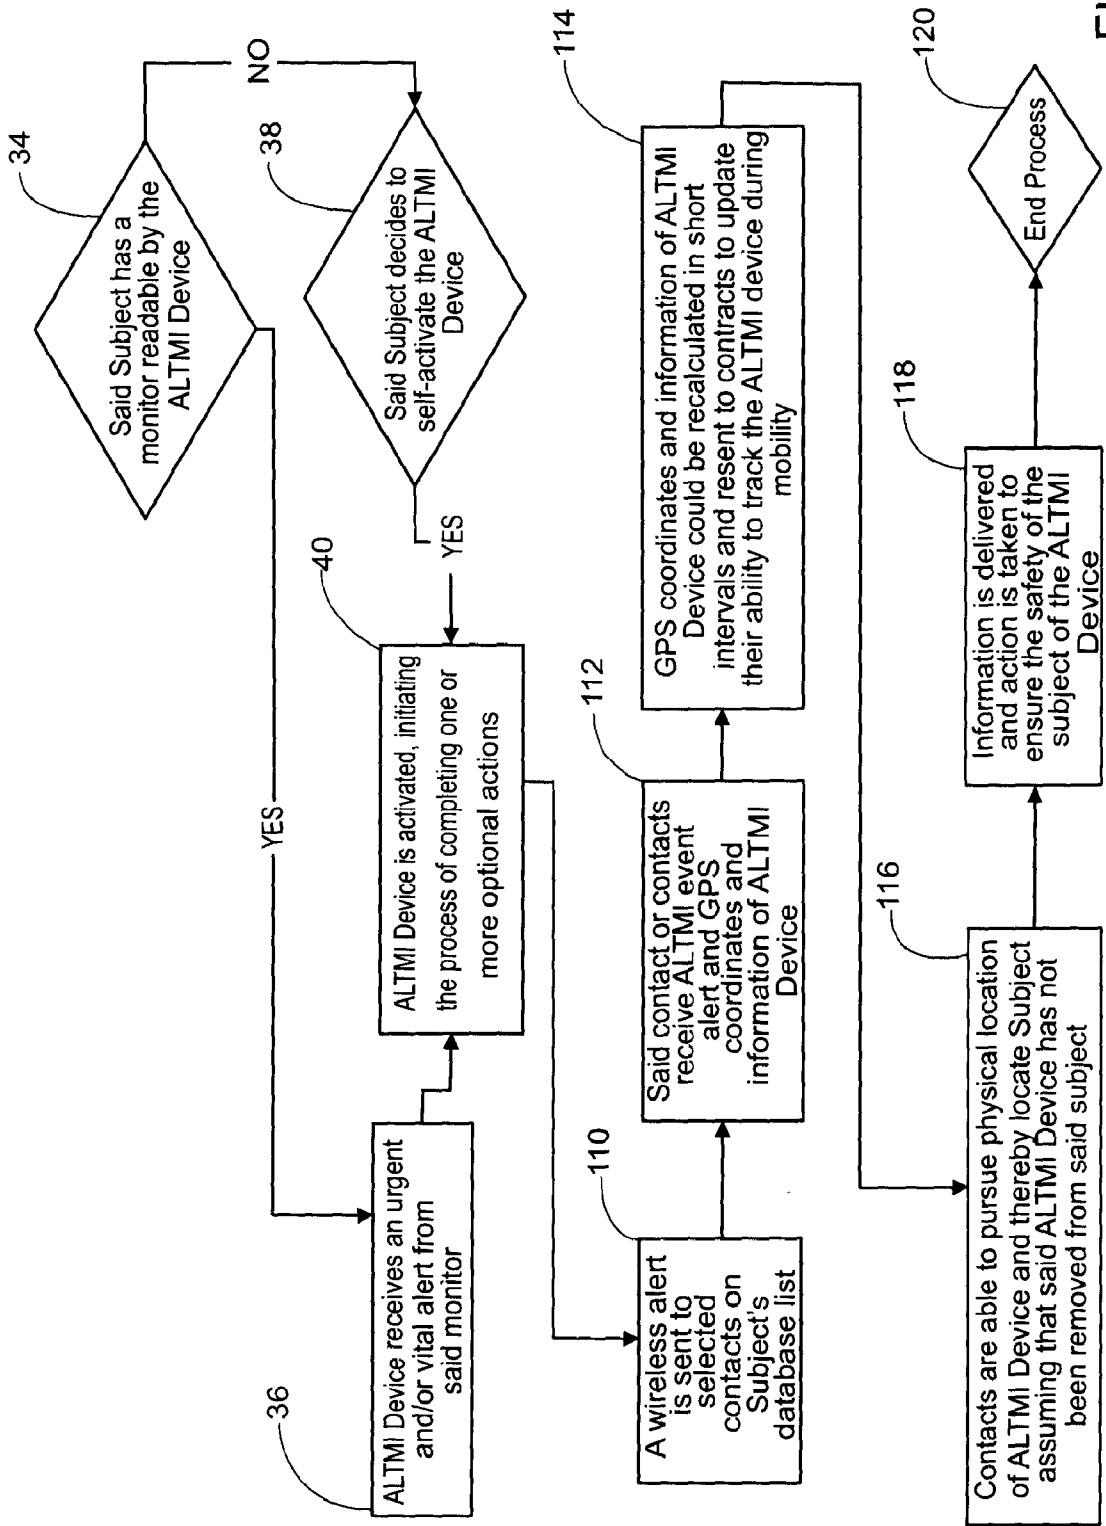 34
Said Subject has a
monitor readable by the
ALTMI Device
NO
YES
38
Said Subject decides to
self-activate the ALTMI
Device
YES
36
ALTMI Device receives an urgent
and/or vital alert from
said monitor
40
ALTMI Device is activated, initiating
the process of completing one or
more optional actions
110
A wireless alert
is sent to
selected
contacts on
Subject's
database list
112
Said contact or contacts
receive ALTMI event
alert and GPS
coordinates and
information of ALTMI
Device
114
GPS coordinates and information of ALTMI
Device could be recalculated in short
intervals and resent to contracts to update
their ability to track the ALTMI device during
mobility
116
Contacts are able to pursue physical location
of ALTMI Device and thereby locate Subject
assuming that said ALTMI Device has not
been removed from said subject
118
Information is delivered
and action is taken to
ensure the safety of the
subject of the ALTMI
Device
120
End Process